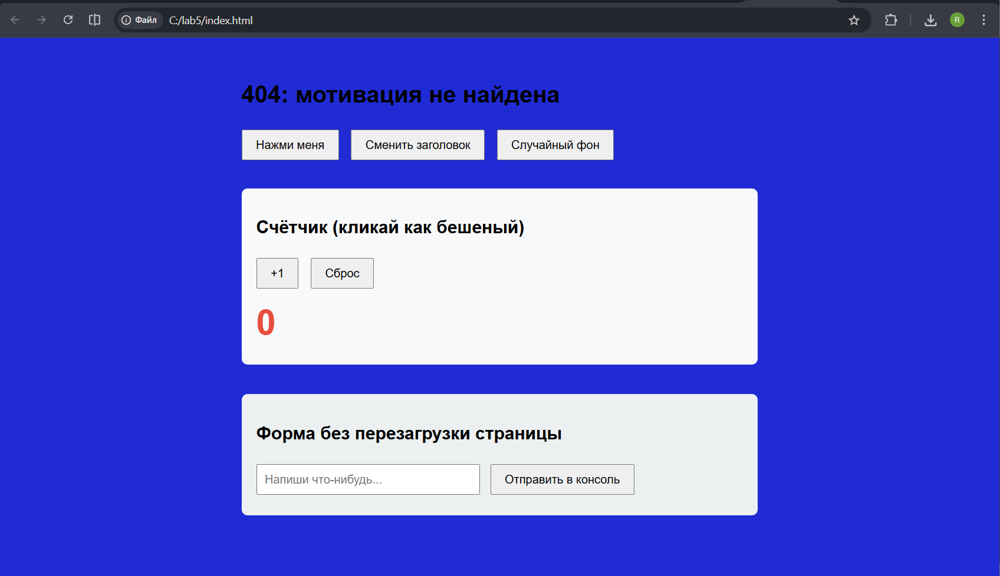 Файл C:/lab5/index.html R
404: мотивация не найдена
Нажми меня Сменить заголовок Случайный фон
Счётчик (кликай как бешеный)
+1 Сброс
0
Форма без перезагрузки страницы
Напиши что-нибудь... Отправить в консоль